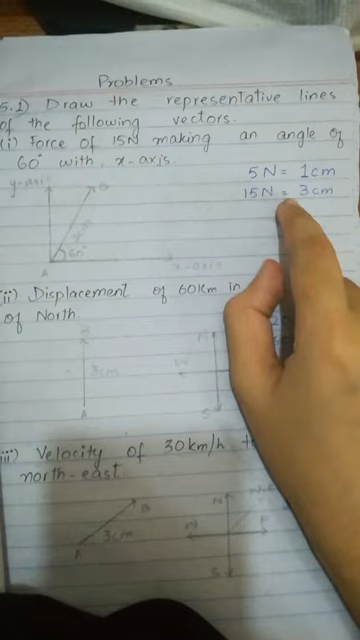 Problems
5.1) Draw the representative lines
of the following vectors.
(i) Force of 15N making an angle of
60° with x-axis.
5N = 1cm
15N = 3cm
y-axis
B
60°
A
x-axis
(ii) Displacement of 60km in
of North.
B
N
3cm
W
A
S
(iii) Velocity of 30km/h
north-east.
B
N
3cm
W
E
A
S